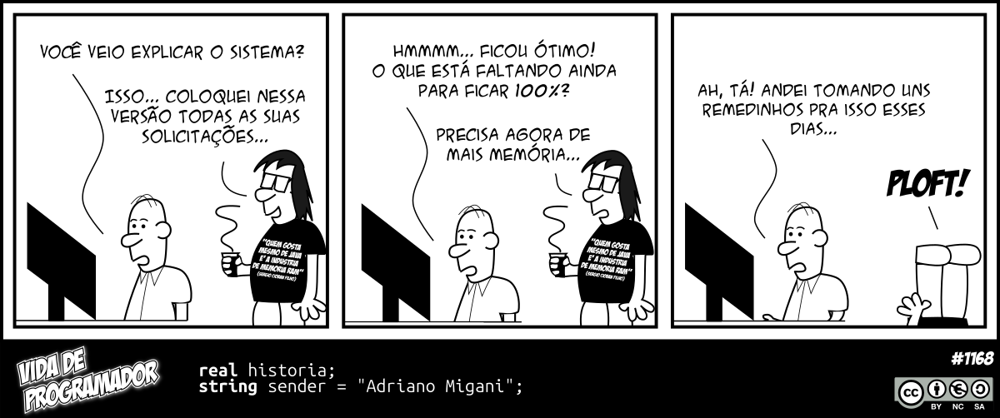 VOCÊ VEIO EXPLICAR O SISTEMA?
ISSO... COLOQUEI NESSA
VERSÃO TODAS AS SUAS
SOLICITAÇÕES...
"QUEM GOSTA
MESMO DE JAVA
E' A INDUSTRIA
DE MEMORIA RAM"
(SERGIO CIOBAN FILHO)
HMMMM... FICOU ÓTIMO!
O QUE ESTÁ FALTANDO AINDA
PARA FICAR 100%?
PRECISA AGORA DE
MAIS MEMÓRIA...
"QUEM GOSTA
MESMO DE JAVA
E' A INDUSTRIA
DE MEMORIA RAM"
(SERGIO CIOBAN FILHO)
AH, TÁ! ANDEI TOMANDO UNS
REMEDINHOS PRA ISSO ESSES
DIAS...
PLOFT!
VIDA DE
PROGRAMADOR
real historia;
string sender = "Adriano Migani";
#1168
cc
BY NC SA